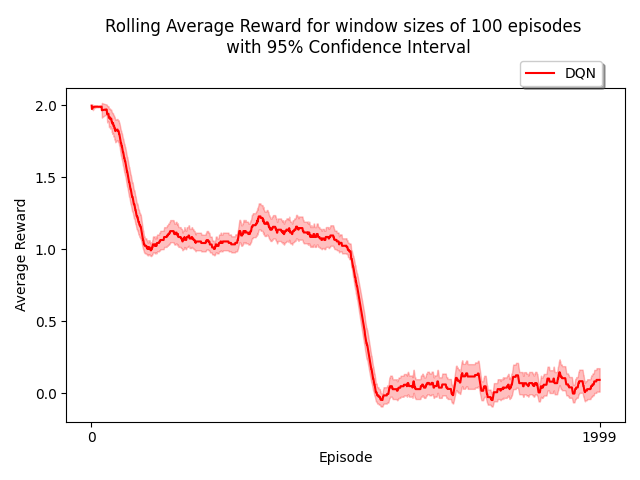 Rolling Average Reward for window sizes of 100 episodes
with 95% Confidence Interval
DQN
2.0
1.5
1.0
0.5
0.0
Average Reward
0
1999
Episode